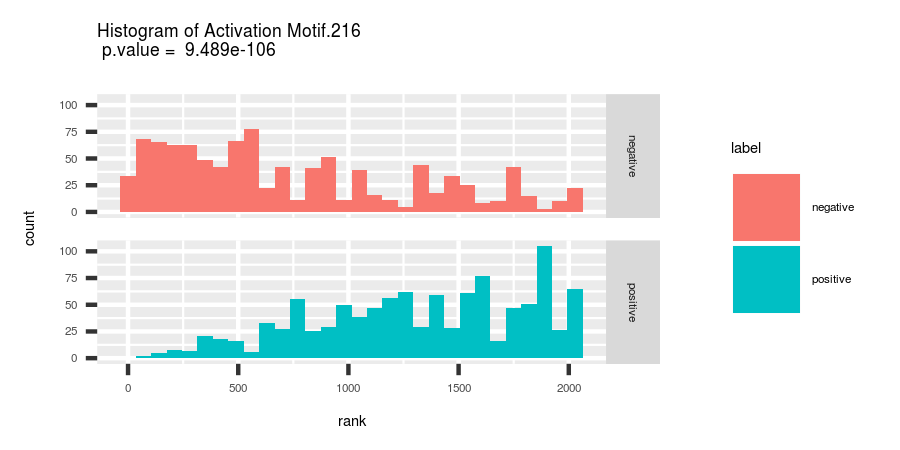 Histogram of Activation Motif.216
p.value = 9.489e-106
count
100
75
50
25
0
negative
100
75
50
25
0
positive
0 500 1000 1500 2000
rank
label
negative
positive